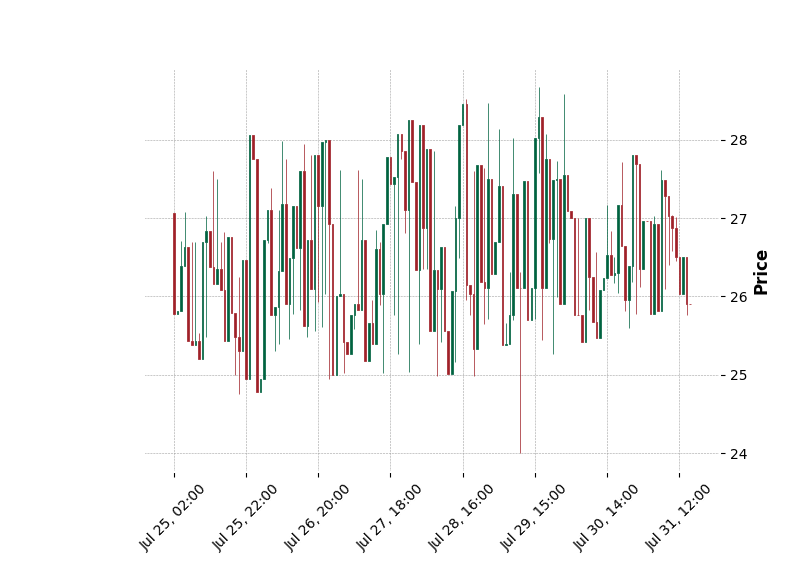 28
27
26
25
24
Price
Jul 25, 02:00
Jul 25, 22:00
Jul 26, 20:00
Jul 27, 18:00
Jul 28, 16:00
Jul 29, 15:00
Jul 30, 14:00
Jul 31, 12:00